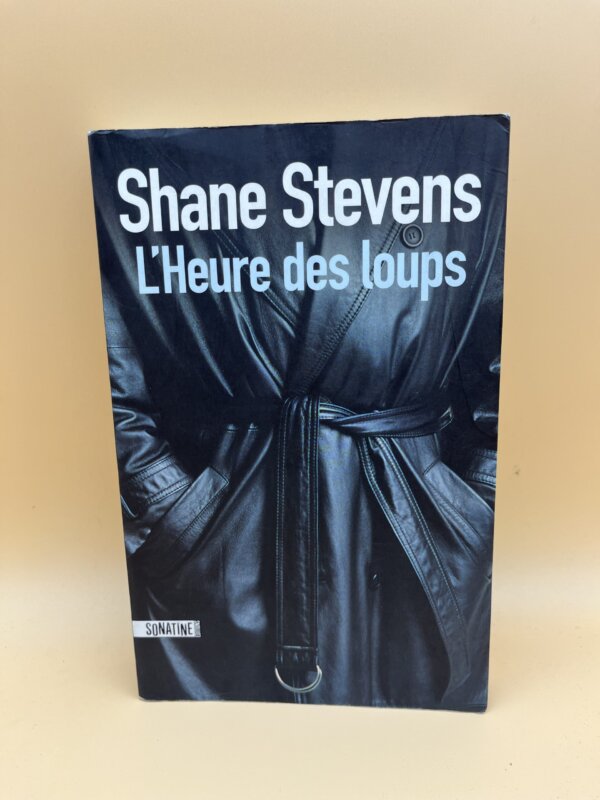 Shane Stevens
L'Heure des loups
SONATINE